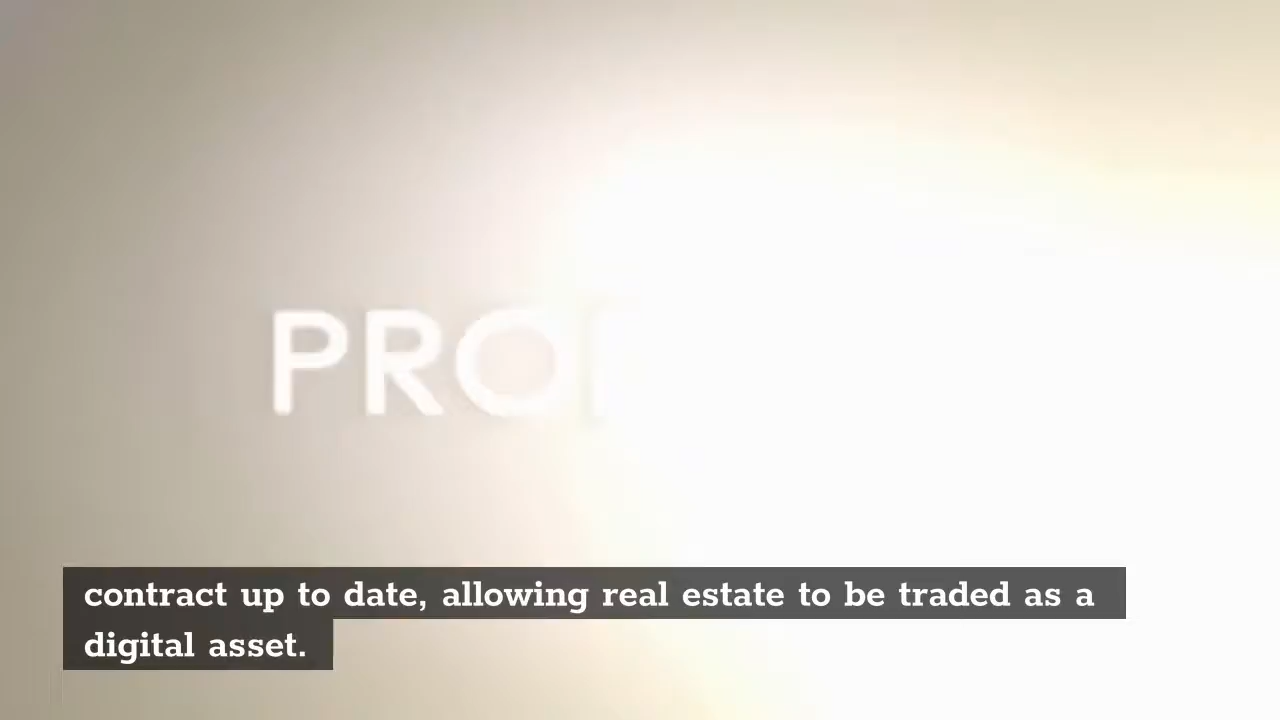 contract up to date, allowing real estate to be traded as a
digital asset.